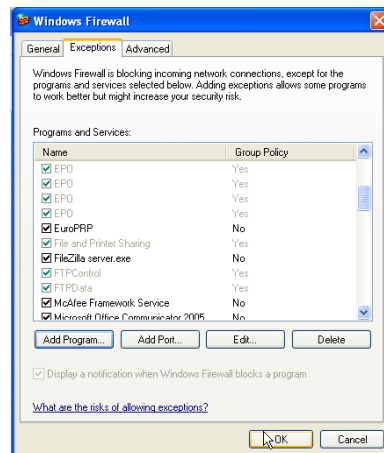 Windows Firewall
General Exceptions Advanced
Windows Firewall is blocking incoming network connections, except for the
programs and services selected below. Adding exceptions allows some programs
to work better but might increase your security risk.
Programs and Services:
Name Group Policy
EPO Yes
EPO Yes
EPO Yes
EPO Yes
EuroPRP No
File and Printer Sharing Yes
FileZilla server.exe No
FTPControl Yes
FTPData Yes
McAfee Framework Service No
Microsoft Office Communicator 2005 No
Add Program... Add Port... Edit... Delete
Display a notification when Windows Firewall blocks a program
What are the risks of allowing exceptions?
OK Cancel